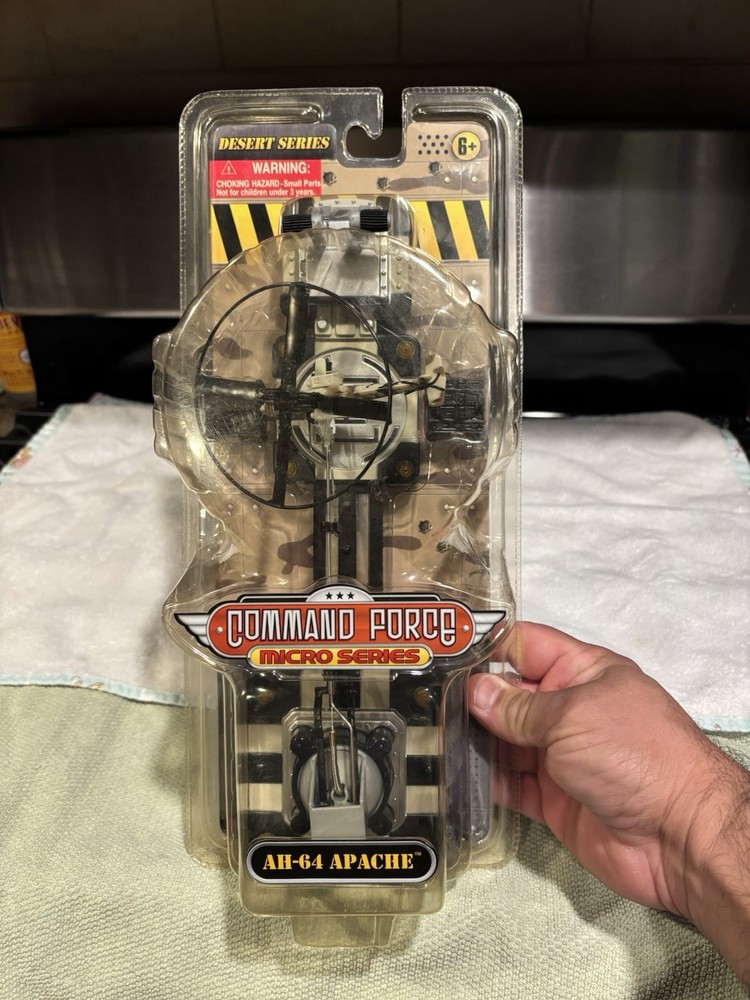 DESERT SERIES
6+
WARNING:
CHOKING HAZARD-Small Parts
Not for children under 3 years.
COMMAND FORCE
MICRO SERIES
AH-64 APACHE™